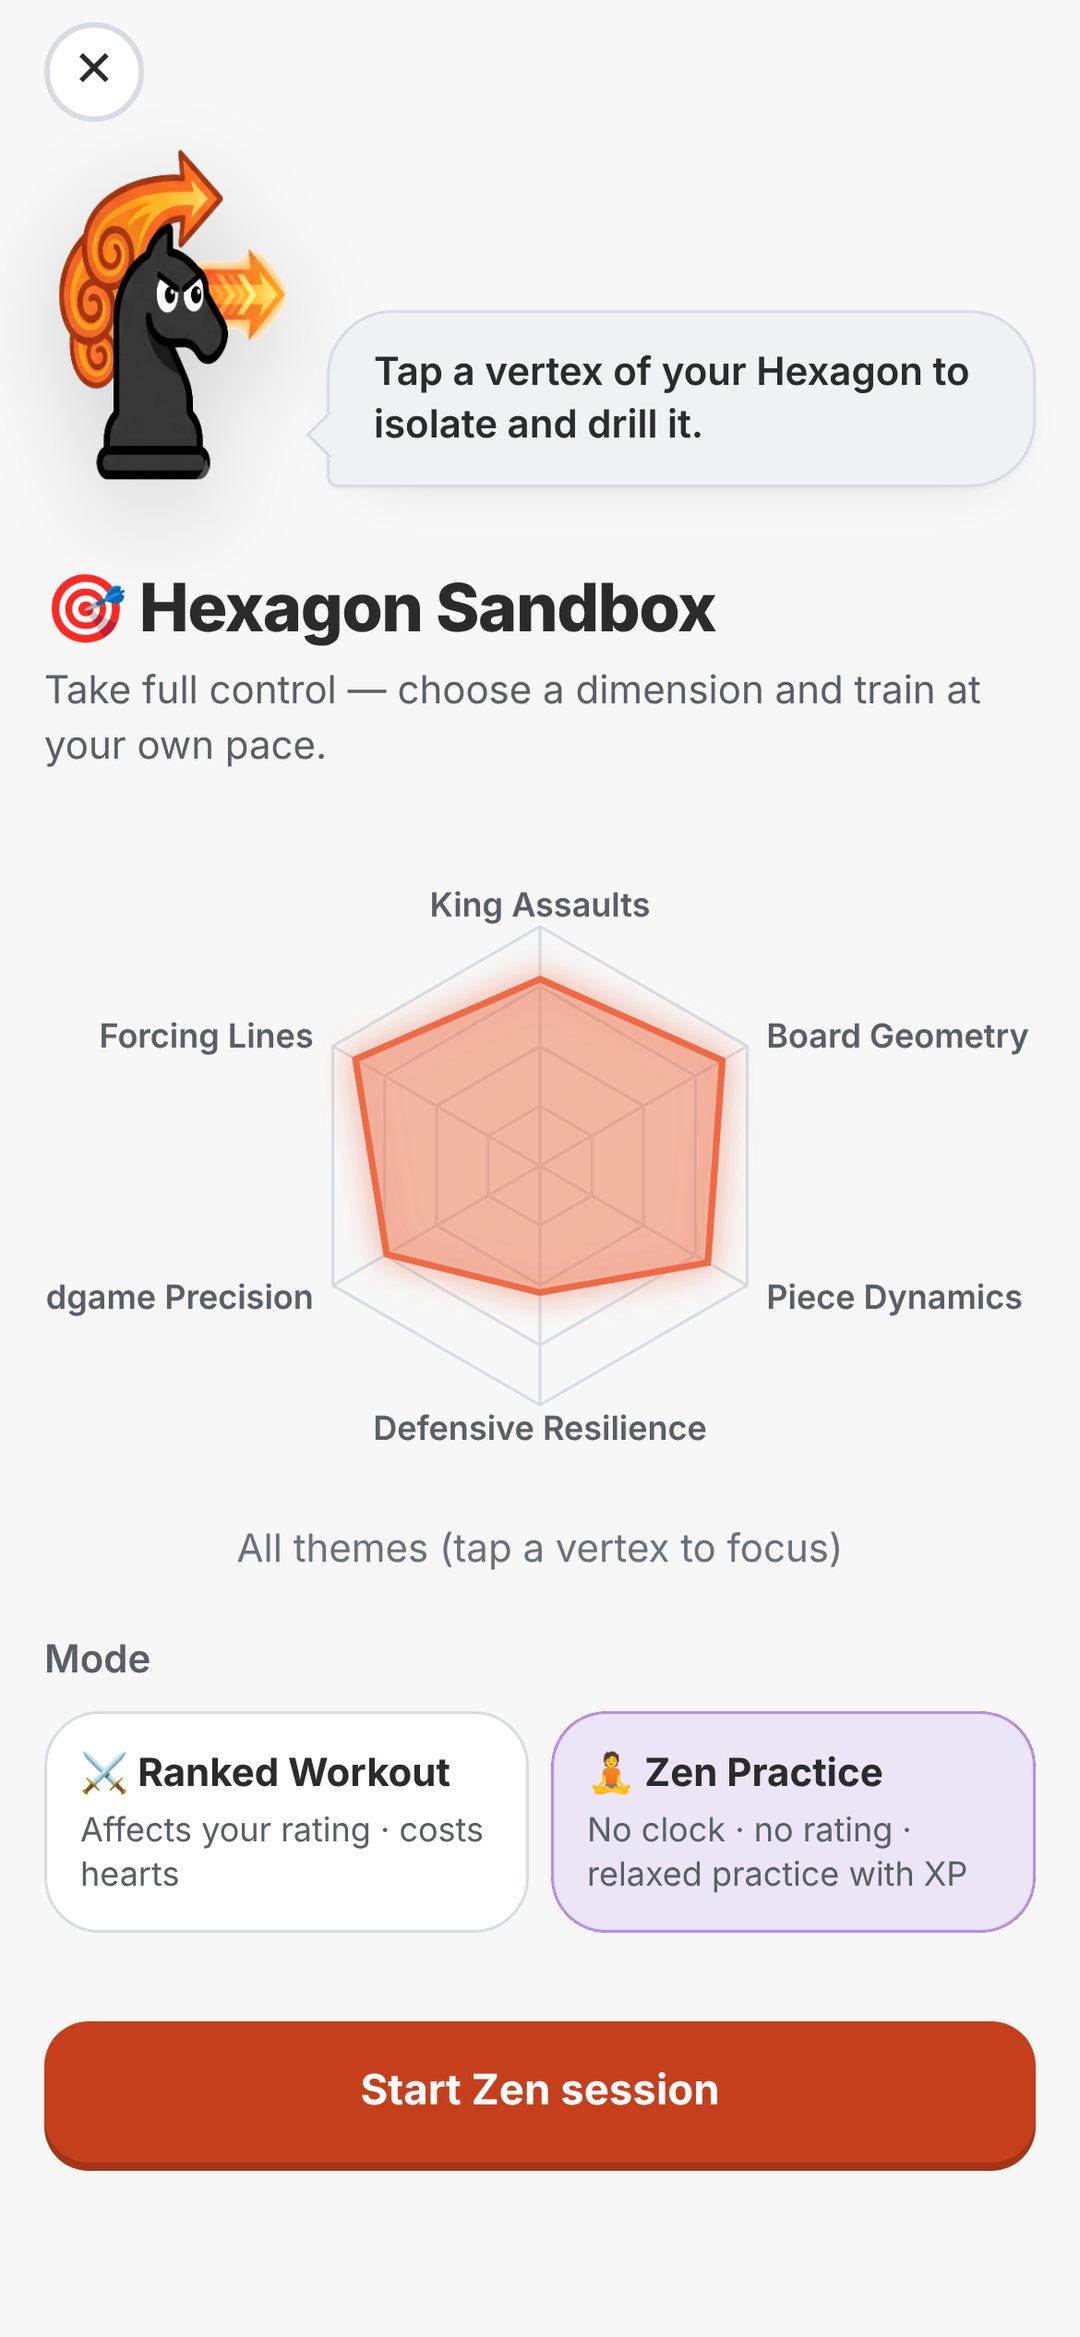 Tap a vertex of your Hexagon to
isolate and drill it.
🎯 Hexagon Sandbox
Take full control — choose a dimension and train at
your own pace.
King Assaults
Forcing Lines
Board Geometry
dgame Precision
Piece Dynamics
Defensive Resilience
All themes (tap a vertex to focus)
Mode
⚔️ Ranked Workout
Affects your rating · costs
hearts
🧘 Zen Practice
No clock · no rating ·
relaxed practice with XP
Start Zen session